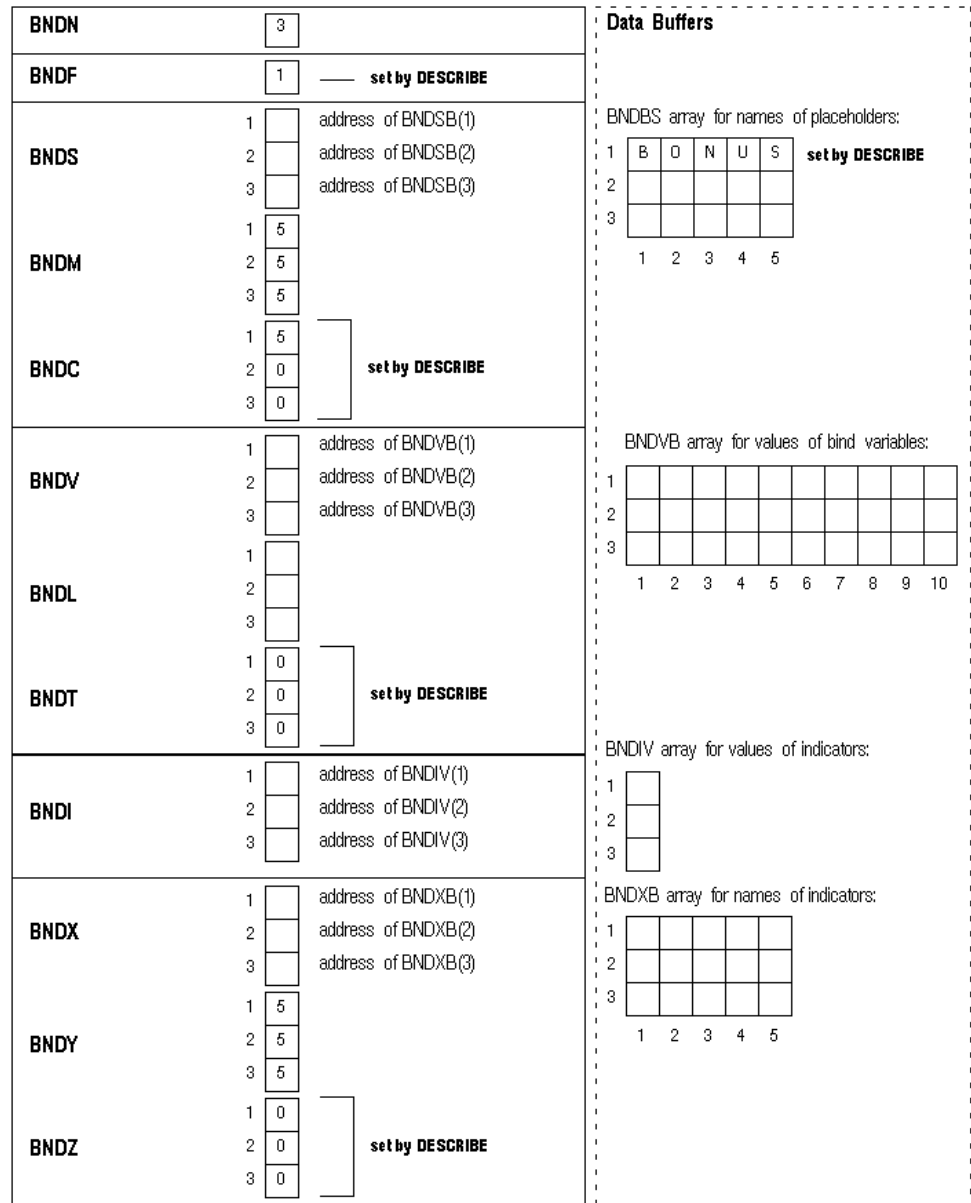 BNDN 3
BNDF 1 set by DESCRIBE
BNDS
1 address of BNDSB(1)
2 address of BNDSB(2)
3 address of BNDSB(3)
BNDM
1 5
2 5
3 5
BNDC
1 5
2 0
3 0
set by DESCRIBE
BNDV
1 address of BNDVB(1)
2 address of BNDVB(2)
3 address of BNDVB(3)
BNDL
1
2
3
BNDT
1 0
2 0
3 0
set by DESCRIBE
BNDI
1 address of BNDIV(1)
2 address of BNDIV(2)
3 address of BNDIV(3)
BNDX
1 address of BNDXB(1)
2 address of BNDXB(2)
3 address of BNDXB(3)
BNDY
1 5
2 5
3 5
BNDZ
1 0
2 0
3 0
set by DESCRIBE
Data Buffers
BNDBS array for names of placeholders:
1 B O N U S set by DESCRIBE
2
3
1 2 3 4 5
BNDVB array for values of bind variables:
1
2
3
1 2 3 4 5 6 7 8 9 10
BNDIV array for values of indicators:
1
2
3
BNDXB array for names of indicators:
1
2
3
1 2 3 4 5